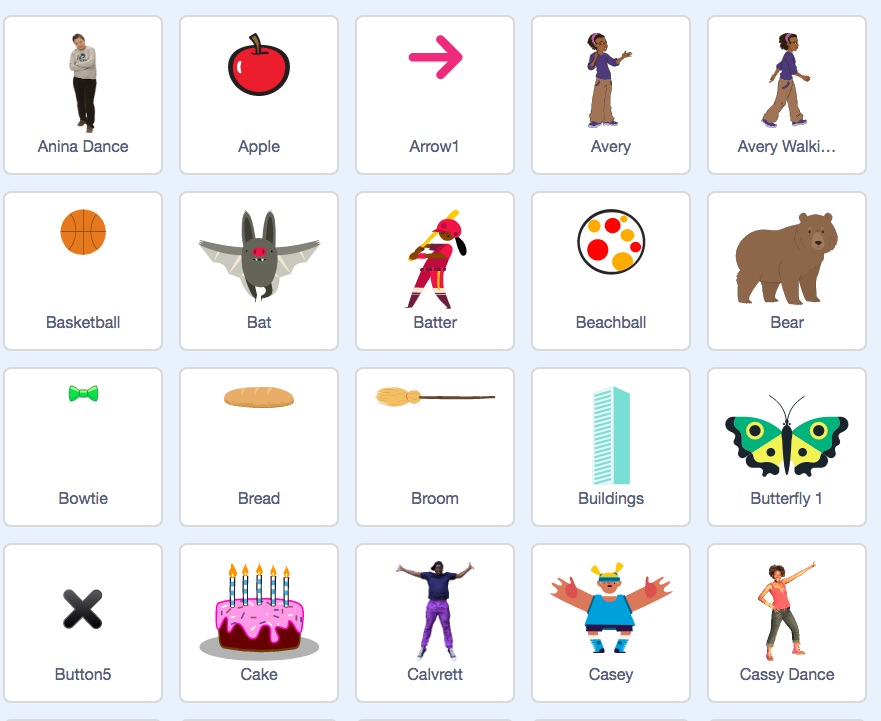 Anina Dance
Apple
Arrow1
Avery
Avery Walki...
Basketball
Bat
Batter
Beachball
Bear
Bowtie
Bread
Broom
Buildings
Butterfly 1
Button5
Cake
Calvrett
Casey
Cassy Dance